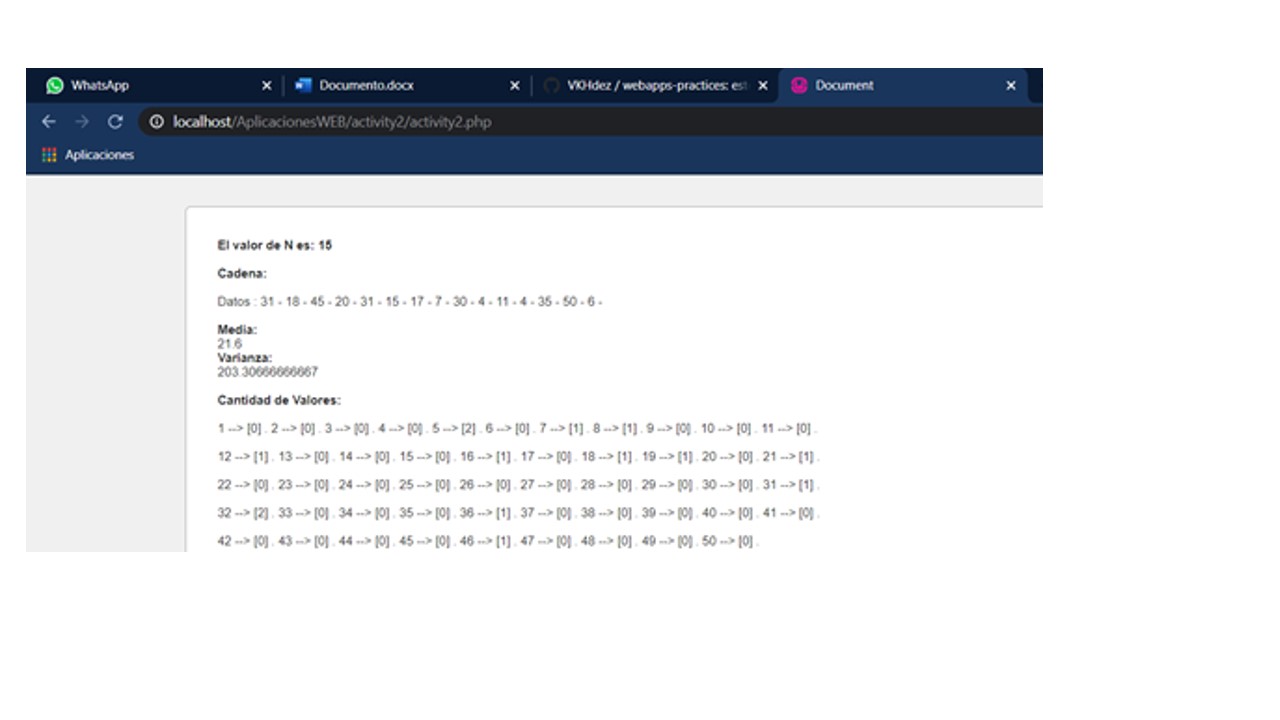 WhatsApp Documento.docx VKHdez / webapps-practices: est Document
localhost/AplicacionesWEB/activity2/activity2.php
Aplicaciones
El valor de N es: 15
Cadena:
Datos : 31 - 18 - 45 - 20 - 31 - 15 - 17 - 7 - 30 - 4 - 11 - 4 - 35 - 50 - 6 -
Media:
21.6
Varianza:
203.30666666667
Cantidad de Valores:
1 --> [0] . 2 --> [0] . 3 --> [0] . 4 --> [0] . 5 --> [2] . 6 --> [0] . 7 --> [1] . 8 --> [1] . 9 --> [0] . 10 --> [0] . 11 --> [0] .
12 --> [1] . 13 --> [0] . 14 --> [0] . 15 --> [0] . 16 --> [1] . 17 --> [0] . 18 --> [1] . 19 --> [1] . 20 --> [0] . 21 --> [1] .
22 --> [0] . 23 --> [0] . 24 --> [0] . 25 --> [0] . 26 --> [0] . 27 --> [0] . 28 --> [0] . 29 --> [0] . 30 --> [0] . 31 --> [1] .
32 --> [2] . 33 --> [0] . 34 --> [0] . 35 --> [0] . 36 --> [1] . 37 --> [0] . 38 --> [0] . 39 --> [0] . 40 --> [0] . 41 --> [0] .
42 --> [0] . 43 --> [0] . 44 --> [0] . 45 --> [0] . 46 --> [1] . 47 --> [0] . 48 --> [0] . 49 --> [0] . 50 --> [0] .